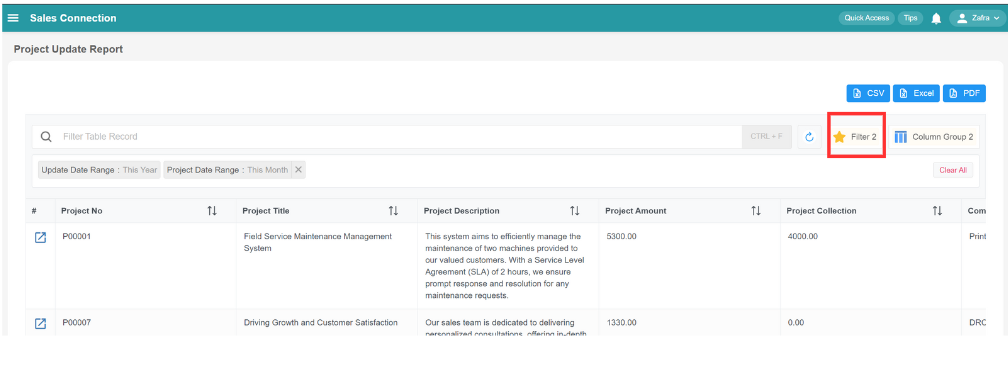 Sales Connection
Quick Access
Tips
Zafra
Project Update Report
CSV
Excel
PDF
Filter Table Record
CTRL + F
Filter 2
Column Group 2
Update Date Range : This Year
Project Date Range : This Month
Clear All
# Project No Project Title Project Description Project Amount Project Collection Com
P00001
Field Service Maintenance Management
System
This system aims to efficiently manage the
maintenance of two machines provided to
our valued customers. With a Service Level
Agreement (SLA) of 2 hours, we ensure
prompt response and resolution for any
maintenance requests.
5300.00
4000.00
Print
P00007
Driving Growth and Customer Satisfaction
Our sales team is dedicated to delivering
personalized consultations, offering in-depth
1330.00
0.00
DRC